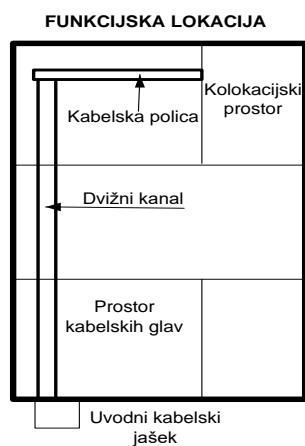 FUNKCIJSKA LOKACIJA
Kolokacijski
prostor
Kabelska polica
Dvižni kanal
Prostor
kabelskih glav
Uvodni kabelski
jašek